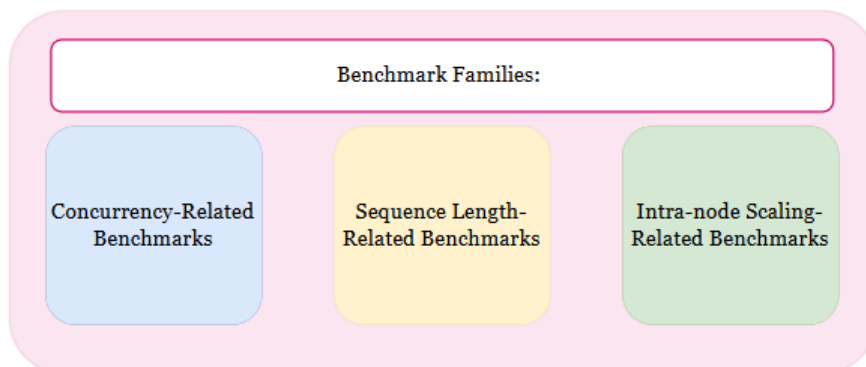 Benchmark Families:
Concurrency-Related
Benchmarks
Sequence Length-
Related Benchmarks
Intra-node Scaling-
Related Benchmarks